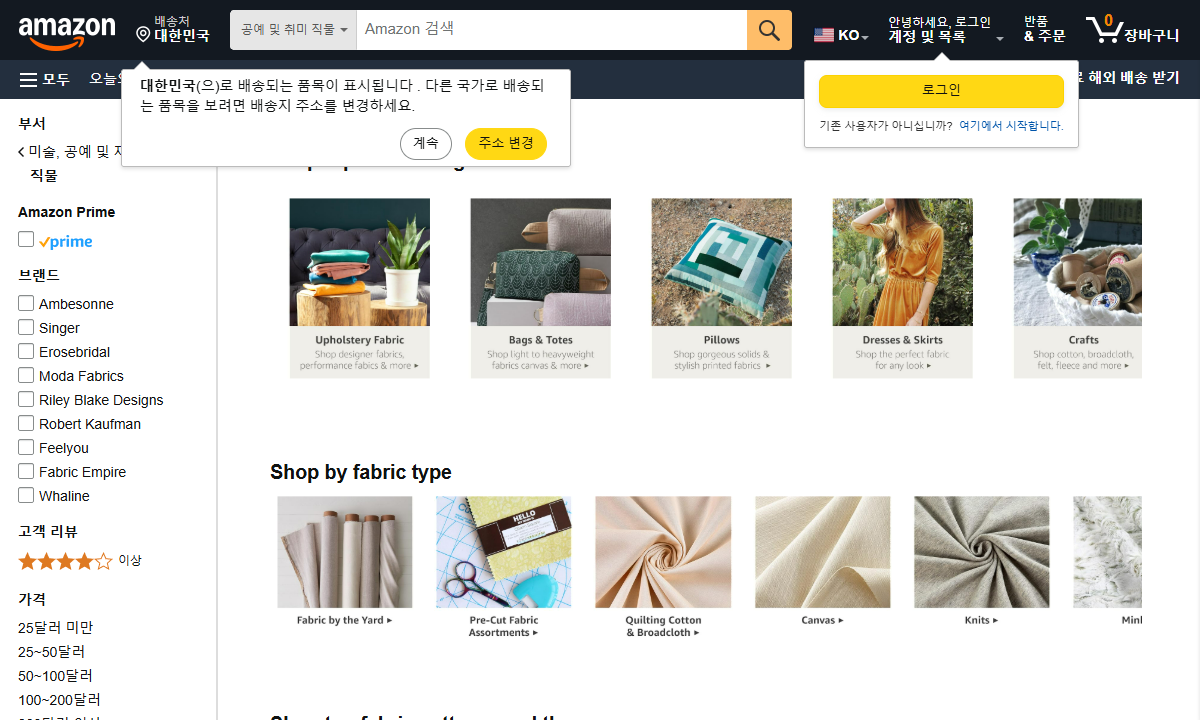 amazon
배송처
대한민국
공예 및 취미 직물
Amazon 검색
KO
안녕하세요, 로그인
계정 및 목록
반품
& 주문
0
장바구니
모두
해외 배송 받기
대한민국(으)로 배송되는 품목이 표시됩니다 . 다른 국가로 배송되
는 품목을 보려면 배송지 주소를 변경하세요.
계속
주소 변경
로그인
기존 사용자가 아니십니까? 여기에서 시작합니다.
부서
미술, 공예 및
직물
Amazon Prime
prime
브랜드
Ambesonne
Singer
Erosebridal
Moda Fabrics
Riley Blake Designs
Robert Kaufman
Feelyou
Fabric Empire
Whaline
고객 리뷰
이상
가격
25달러 미만
25~50달러
50~100달러
100~200달러
Upholstery Fabric
Shop designer fabrics,
performance fabics & more ▸
Bags & Totes
Shop light to heavyweight
fabrics canvas & more ▸
Pillows
Shop gorgeous solids &
stylish printed fabrics ▸
Dresses & Skirts
Shop the perfect fabric
for any look ▸
Crafts
Shop cotton, broadcloth,
felt, fleece and more ▸
Shop by fabric type
HELLO
Fabric by the Yard ▸
Pre-Cut Fabric
Assortments ▸
Quilting Cotton
& Broadcloth ▸
Canvas ▸
Knits ▸